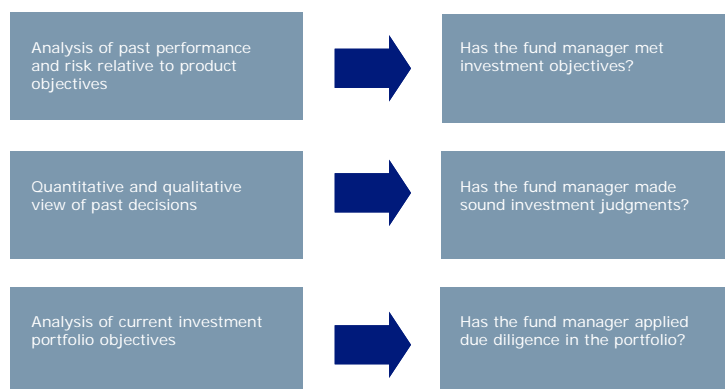 Analysis of past performance
and risk relative to product
objectives
Has the fund manager met
investment objectives?
Quantitative and qualitative
view of past decisions
Has the fund manager made
sound investment judgments?
Analysis of current investment
portfolio objectives
Has the fund manager applied
due diligence in the portfolio?